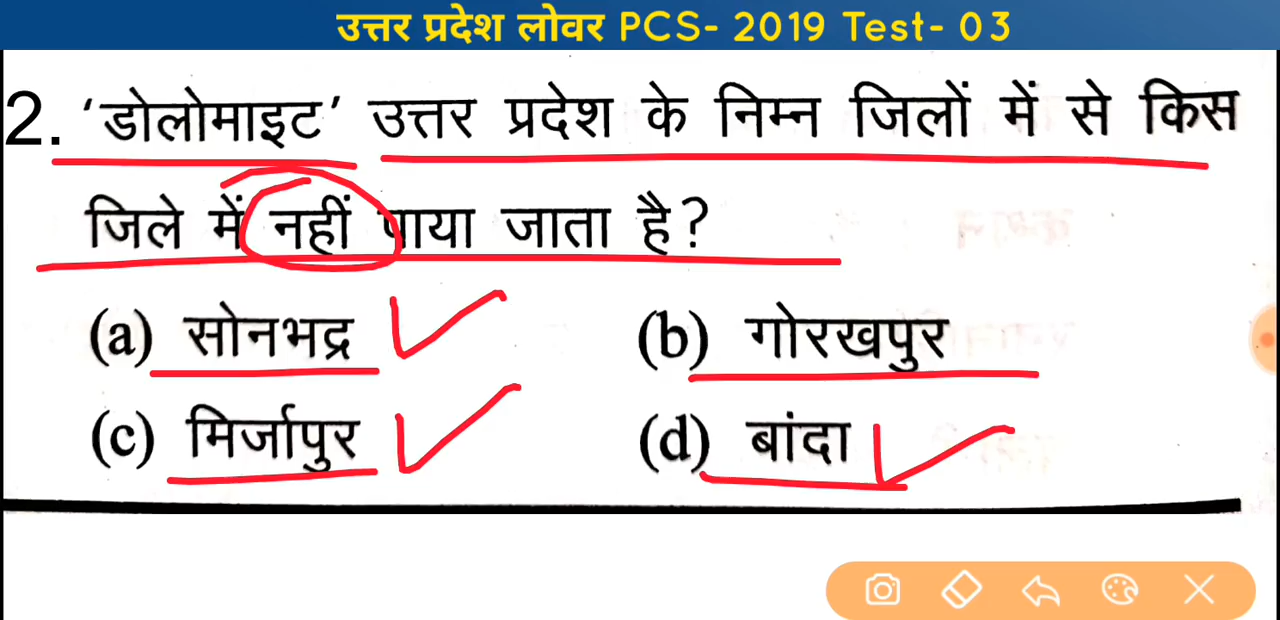 उत्तर प्रदेश लोवर PCS- 2019 Test- 03
2. ‘डोलोमाइट’ उत्तर प्रदेश के निम्न जिलों में से किस
जिले में नहीं पाया जाता है?
(a) सोनभद्र (b) गोरखपुर
(c) मिर्जापुर (d) बांदा